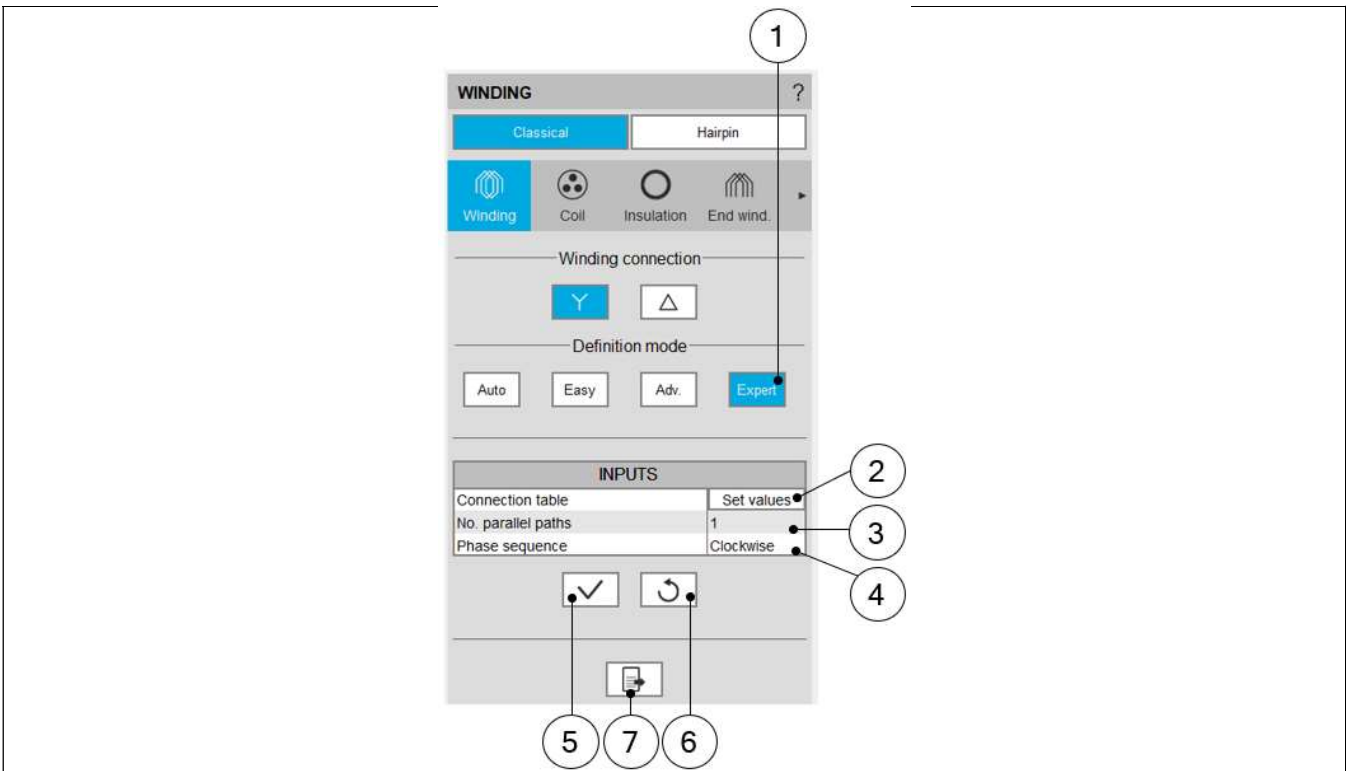 1
WINDING ?
Classical Hairpin
Winding Coil Insulation End wind.
Winding connection
Definition mode
Auto Easy Adv. Expert
INPUTS
2
Connection table Set values
No. parallel paths 1
3
Phase sequence Clockwise
4
5 7 6